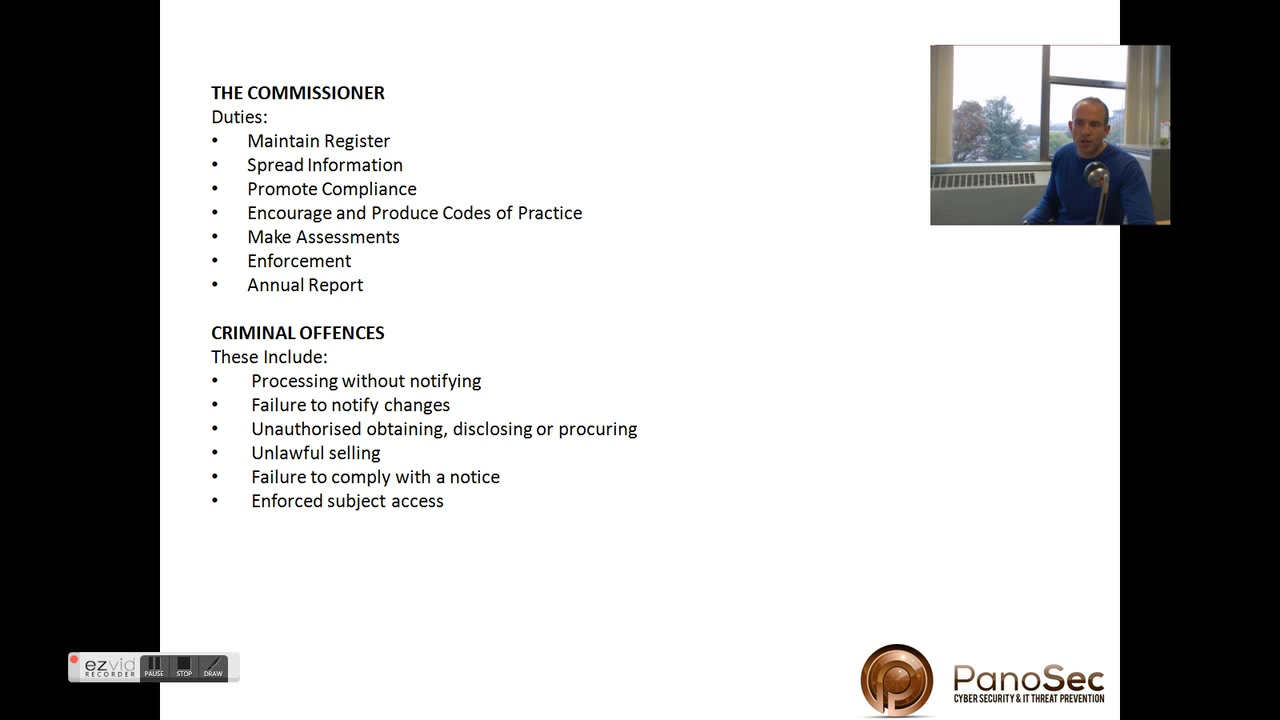 THE COMMISSIONER
Duties:
• Maintain Register
• Spread Information
• Promote Compliance
• Encourage and Produce Codes of Practice
• Make Assessments
• Enforcement
• Annual Report
CRIMINAL OFFENCES
These Include:
• Processing without notifying
• Failure to notify changes
• Unauthorised obtaining, disclosing or procuring
• Unlawful selling
• Failure to comply with a notice
• Enforced subject access
ezvid
RECORDER
PAUSE STOP DRAW
PanoSec
CYBER SECURITY & IT THREAT PREVENTION